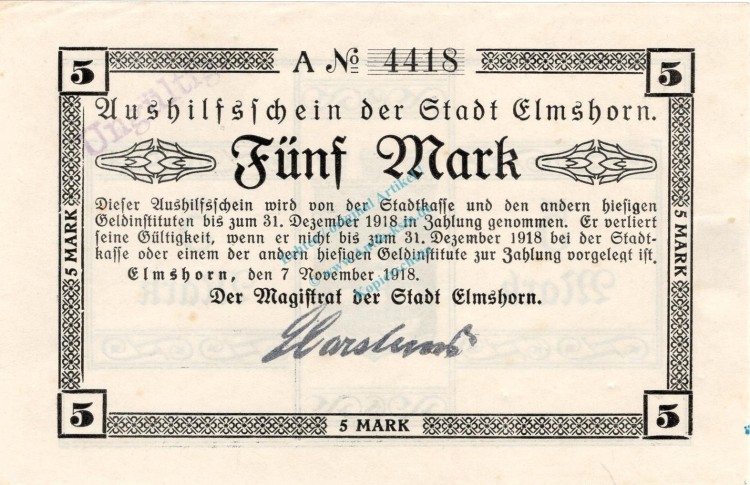 5 A № 4418 5
Ungültig
Aushilfsschein der Stadt Elmshorn.
Fünf Mark
Dieser Aushilfsschein wird von der Stadtkasse und den andern hiesigen
Geldinstituten bis zum 31. Dezember 1918 in Zahlung genommen. Er verliert
seine Gültigkeit, wenn er nicht bis zum 31. Dezember 1918 bei der Stadt-
kasse oder einem der andern hiesigen Geldinstitute zur Zahlung vorgelegt ist.
Elmshorn, den 7 November 1918.
Der Magistrat der Stadt Elmshorn.
5 MARK
5 MARK
5 5 MARK 5